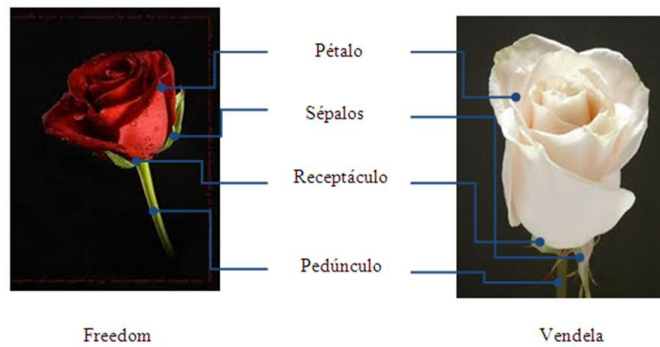 Pétalo
Sépalos
Receptáculo
Pedúnculo
Freedom
Vendela